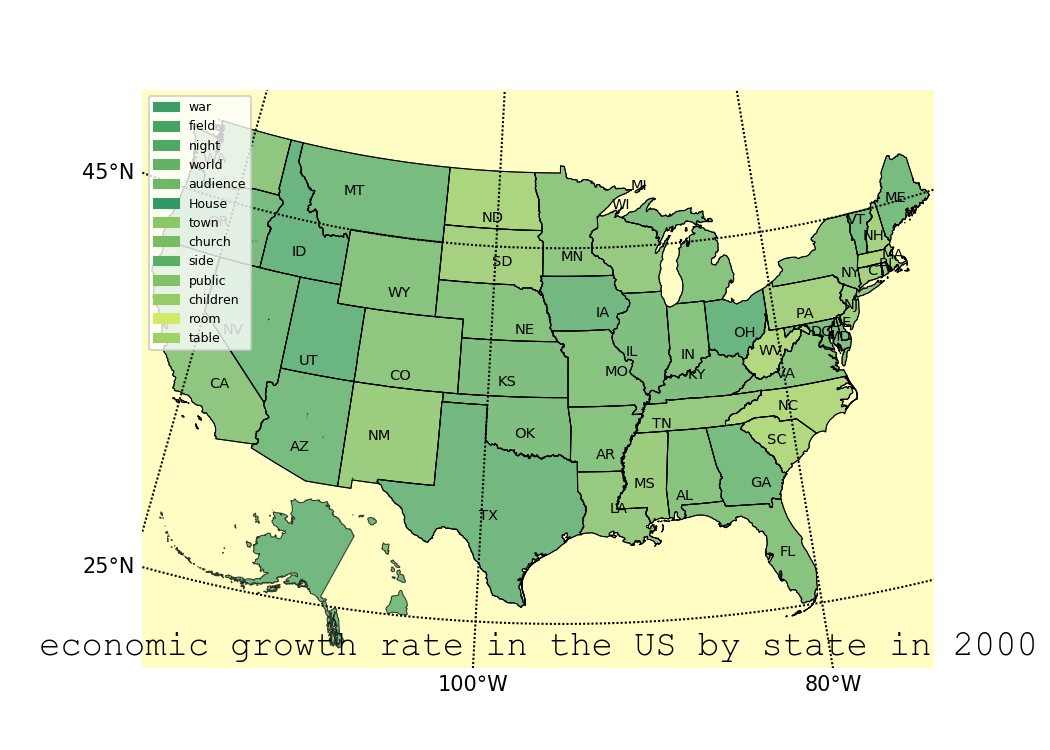 war
field
night
world
audience
House
town
church
side
public
children
room
table
45°N
25°N
100°W
80°W
MT
ND
MI
WI
ME
VT
NH
MA
ID
SD
MN
NY
CT
WY
NV
IA
PA
NJ
DE
DC
MD
OH
NE
UT
CO
KS
MO
IL
IN
KY
WV
VA
CA
AZ
NM
OK
AR
TN
NC
SC
TX
LA
MS
AL
GA
FL
economic growth rate in the US by state in 2000